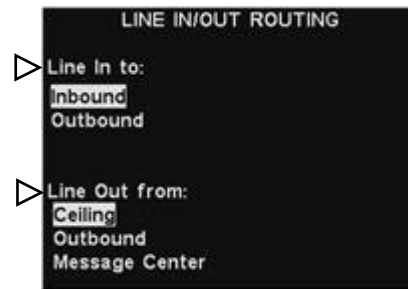 LINE IN/OUT ROUTING
Line In to:
Inbound
Outbound
Line Out from:
Ceiling
Outbound
Message Center